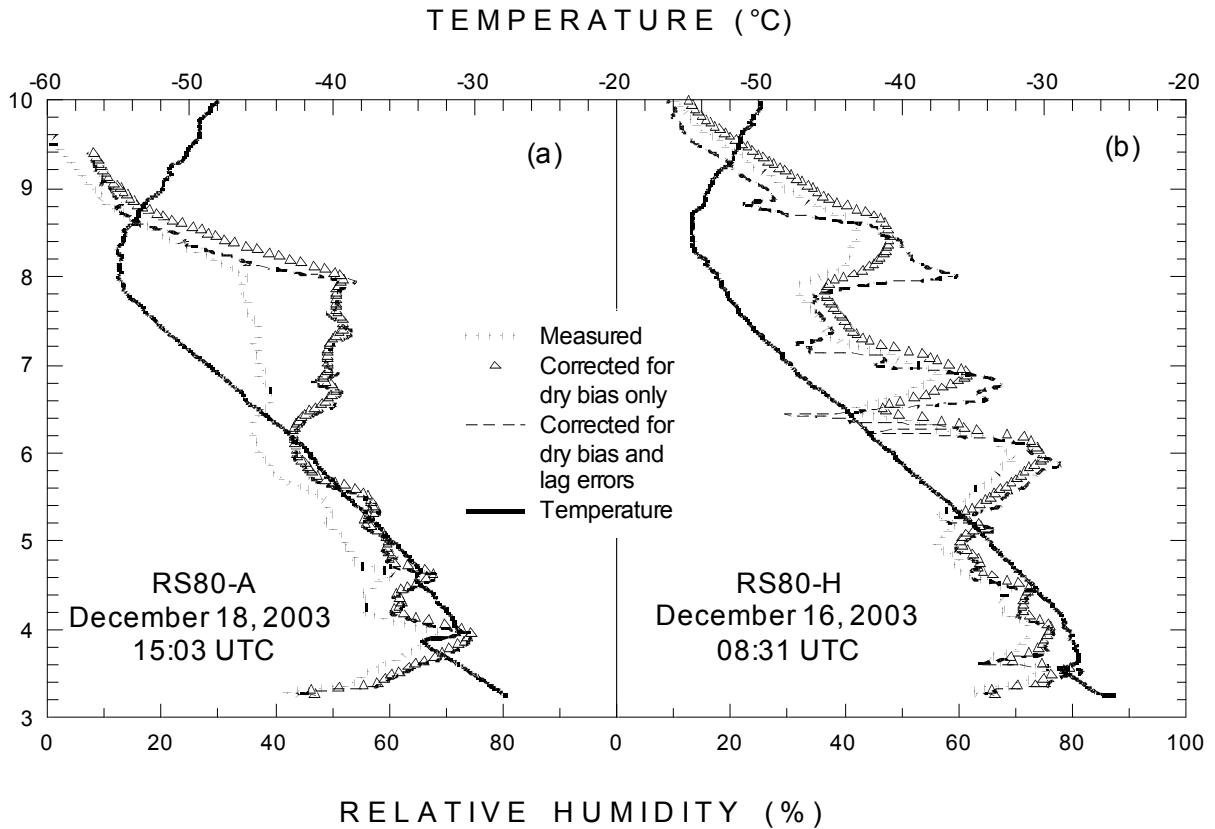 TEMPERATURE (°C)
-60 -50 -40 -30 -20 -50 -40 -30 -20
10
(a) (b)
9
8
Measured
7
Corrected for
dry bias only
Corrected for
6
dry bias and
lag errors
Temperature
5
RS80-A RS80-H
December 18, 2003 December 16, 2003
4
15:03 UTC 08:31 UTC
3
0 20 40 60 80 0 20 40 60 80 100
RELATIVE HUMIDITY (%)